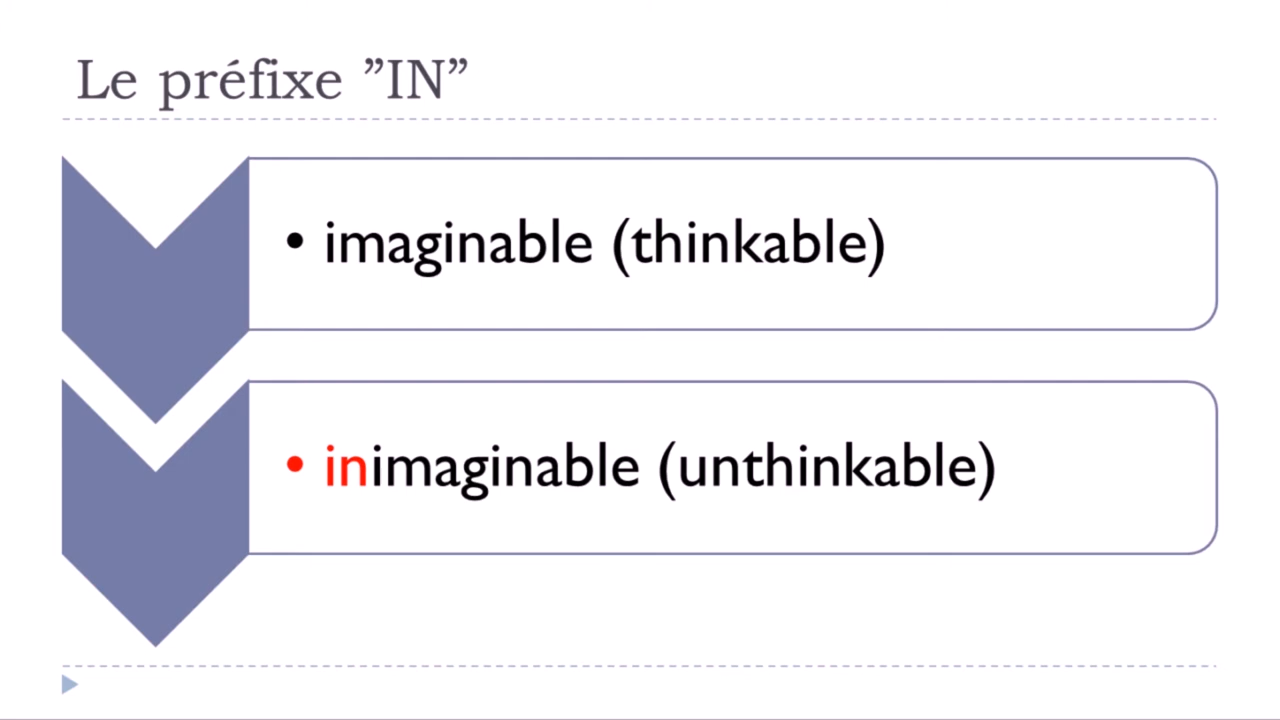 Le préfixe ”IN”
• imaginable (thinkable)
• inimaginable (unthinkable)